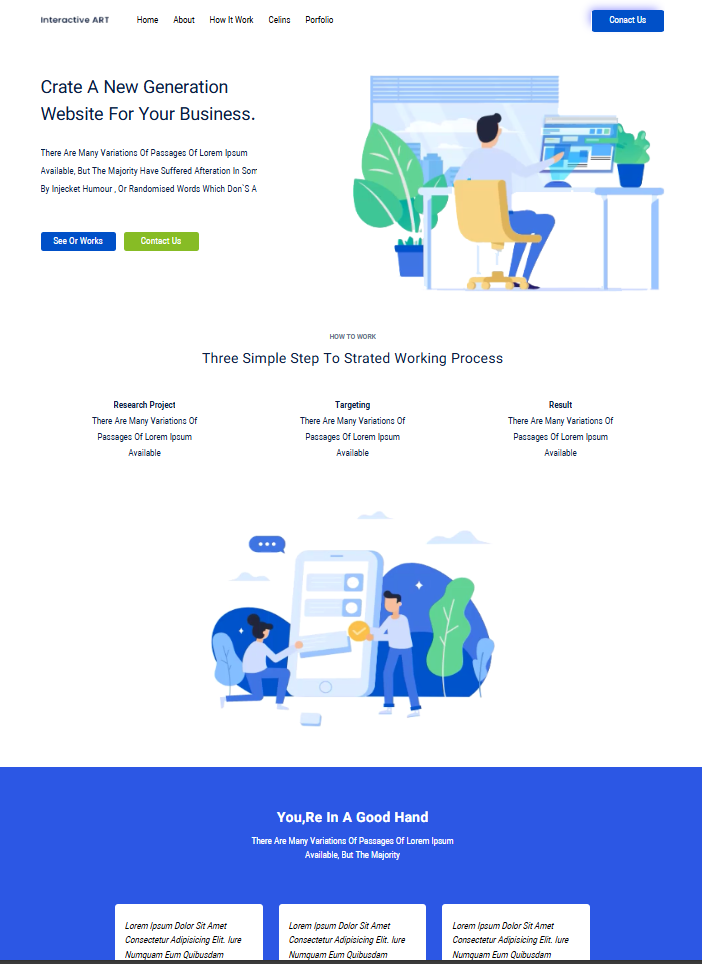 Interactive ART
Home About How It Work Celins Porfolio
Conact Us
Crate A New Generation
Website For Your Business.
There Are Many Variations Of Passages Of Lorem Ipsum
Available, But The Majority Have Suffered Afteration In Som
By Injecket Humour , Or Randomised Words Which Don`S A
See Or Works
Contact Us
HOW TO WORK
Three Simple Step To Strated Working Process
Research Project
There Are Many Variations Of
Passages Of Lorem Ipsum
Available
Targeting
There Are Many Variations Of
Passages Of Lorem Ipsum
Available
Result
There Are Many Variations Of
Passages Of Lorem Ipsum
Available
You,Re In A Good Hand
There Are Many Variations Of Passages Of Lorem Ipsum
Available, But The Majority
Lorem Ipsum Dolor Sit Amet
Consectetur Adipisicing Elit. Iure
Numquam Eum Quibusdam
Lorem Ipsum Dolor Sit Amet
Consectetur Adipisicing Elit. Iure
Numquam Eum Quibusdam
Lorem Ipsum Dolor Sit Amet
Consectetur Adipisicing Elit. Iure
Numquam Eum Quibusdam